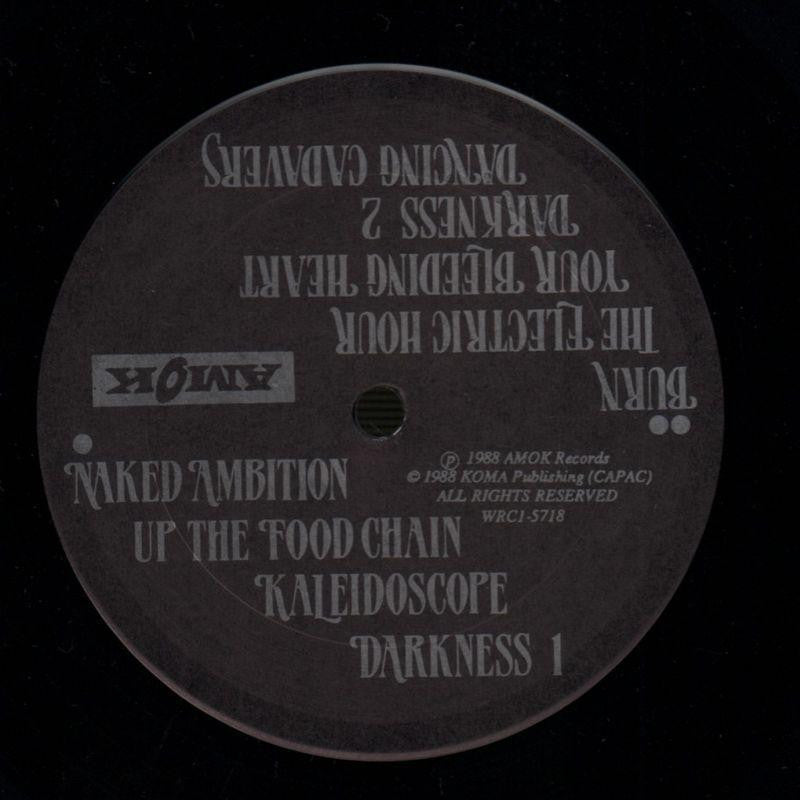 NAKED AMBITION
UP THE FOOD CHAIN
KALEIDOSCOPE
DARKNESS 1
℗ 1988 AMOK Records
© 1988 KOMA Publishing (CAPAC)
ALL RIGHTS RESERVED
WRC1-5718
AMOK
BURN
THE ELECTRIC HOUR
YOUR BLEEDING HEART
DARKNESS 2
DANCING CADAVERS